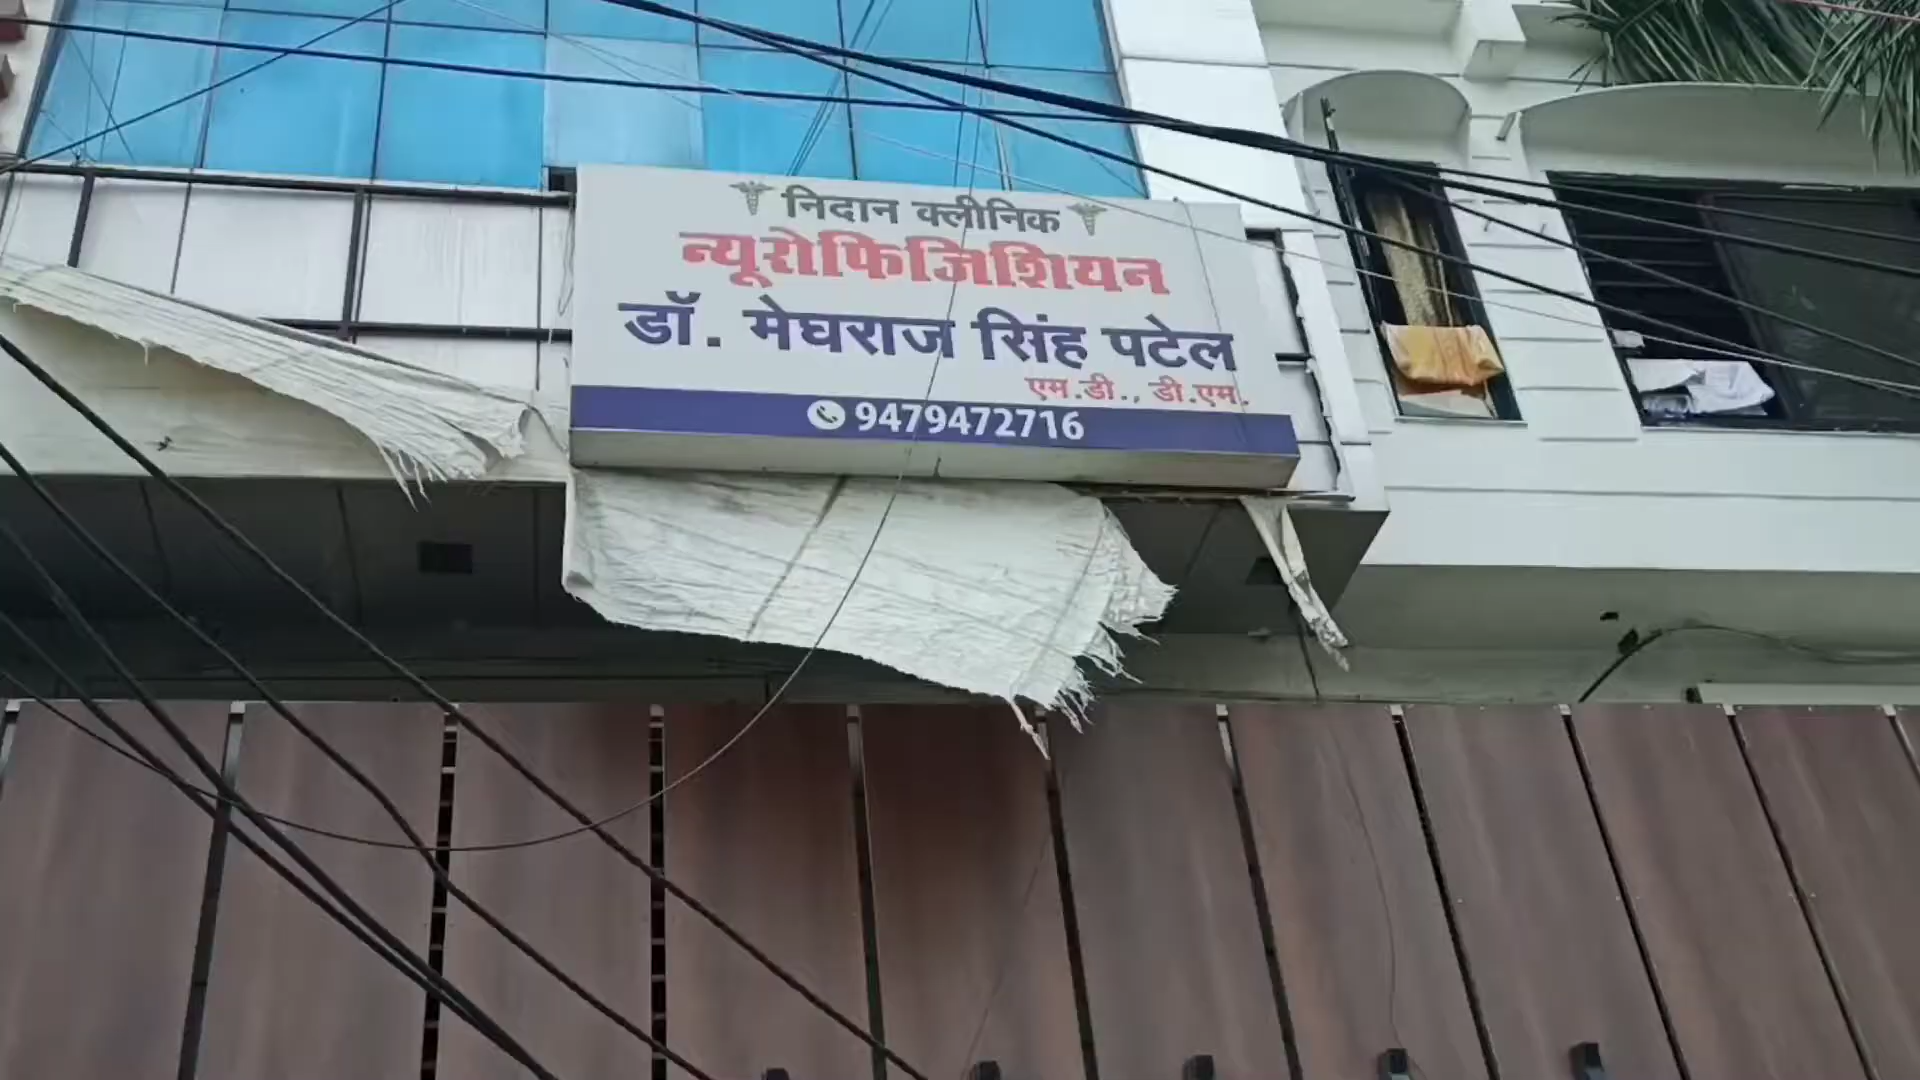 निदान क्लीनिक
न्यूरोफिजिशियन
डॉ. मेघराज सिंह पटेल
एम.डी., डी.एम.
9479472716